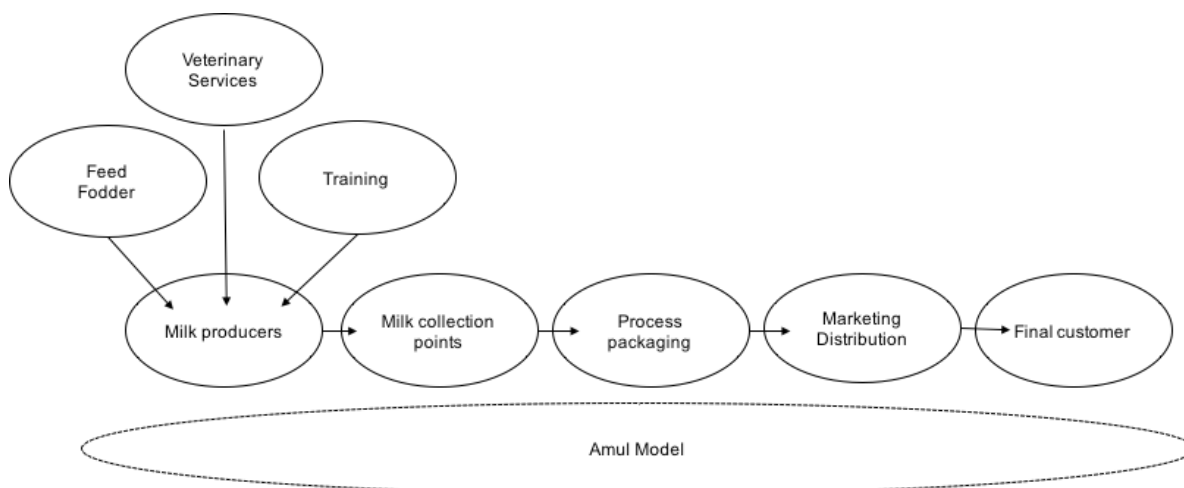 Veterinary
Services
Feed
Fodder
Training
Milk producers
Milk collection
points
Process
packaging
Marketing
Distribution
Final customer
Amul Model